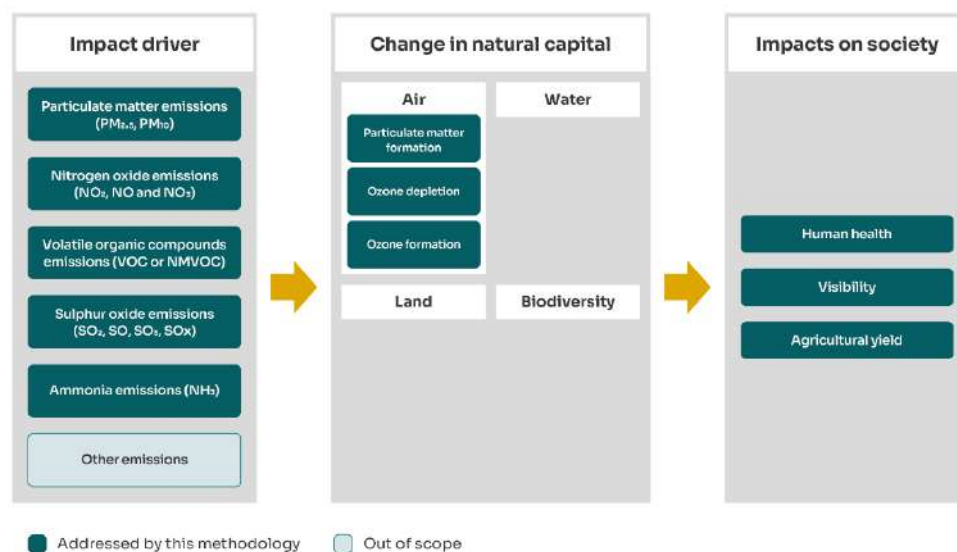 Impact driver
Particulate matter emissions
(PM₂.₅, PM₁₀)
Nitrogen oxide emissions
(NO₂, NO and NO₃)
Volatile organic compounds
emissions (VOC or NMVOC)
Sulphur oxide emissions
(SO₂, SO, SO₃, SOx)
Ammonia emissions (NH₃)
Other emissions
Change in natural capital
Air
Particulate matter
formation
Ozone depletion
Ozone formation
Water
Land
Biodiversity
Impacts on society
Human health
Visibility
Agricultural yield
Addressed by this methodology
Out of scope